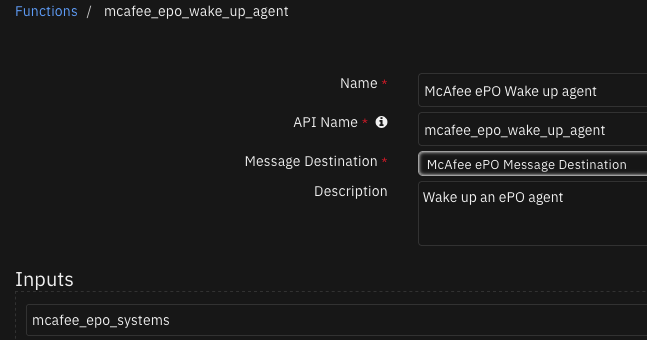 Functions / mcafee_epo_wake_up_agent
Name * McAfee ePO Wake up agent
API Name * mcafee_epo_wake_up_agent
Message Destination * McAfee ePO Message Destination
Description Wake up an ePO agent
Inputs
mcafee_epo_systems